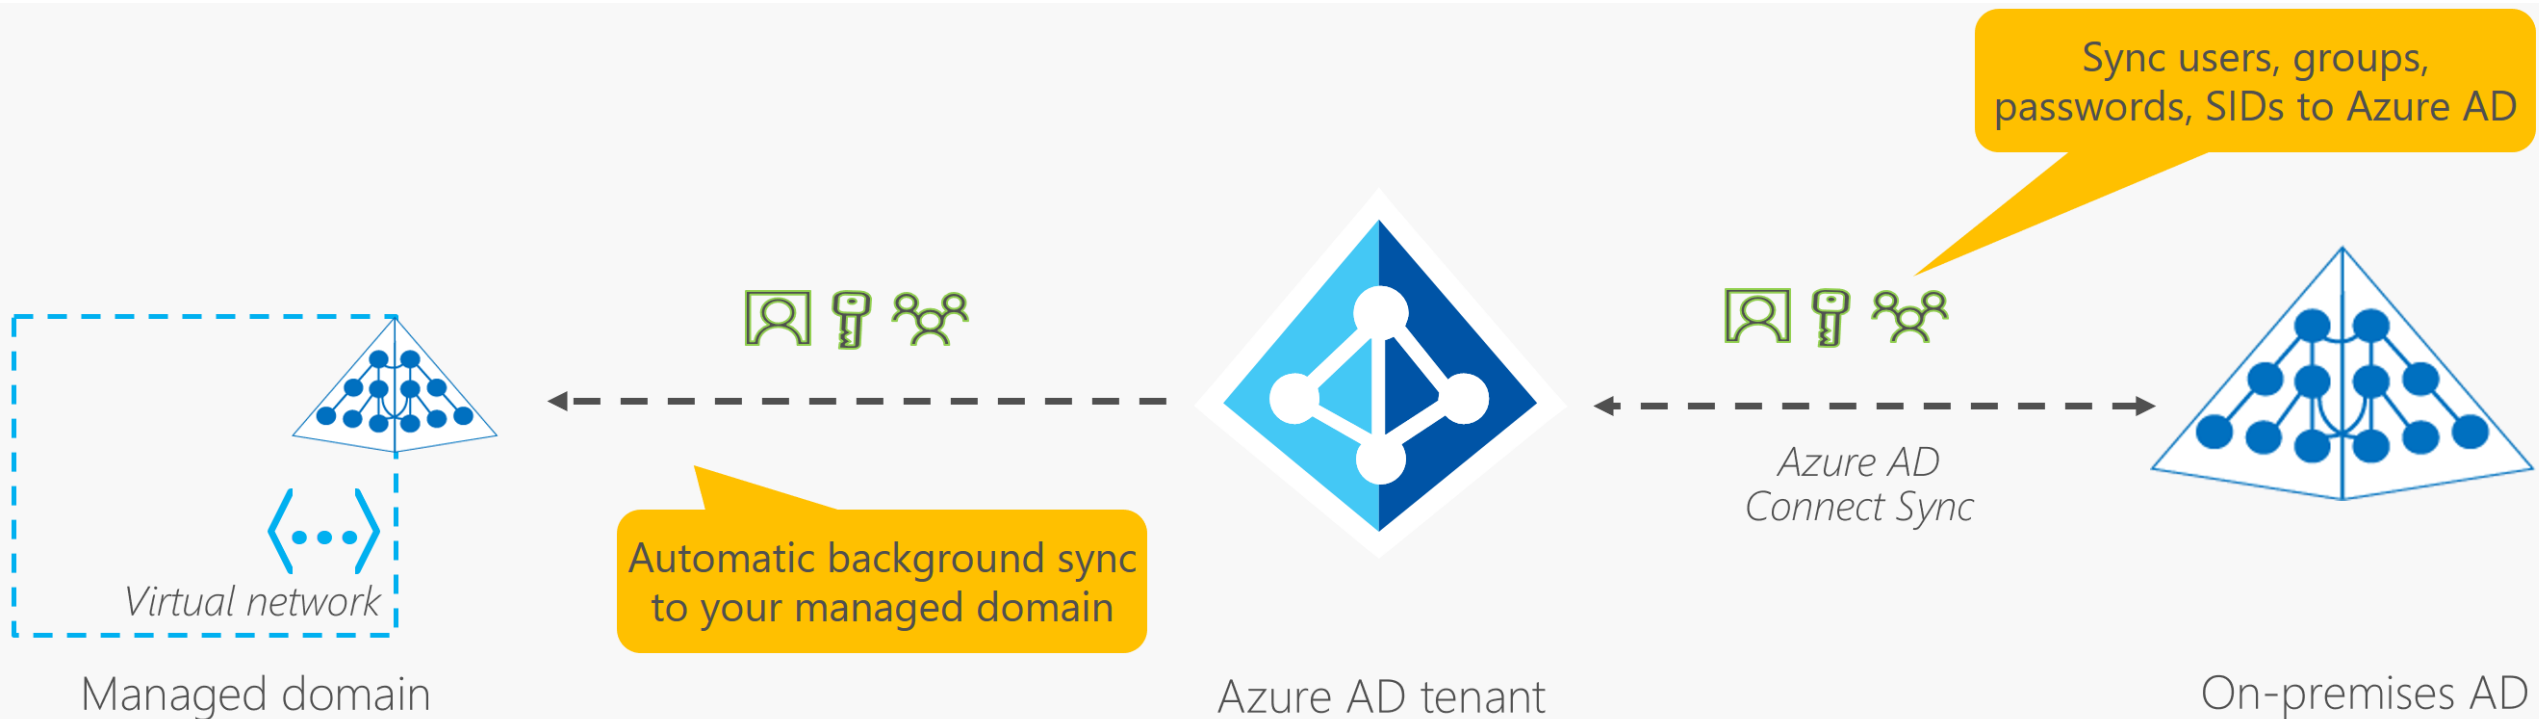 Sync users, groups,
passwords, SIDs to Azure AD
Azure AD
Connect Sync
Automatic background sync
to your managed domain
Virtual network
Managed domain
Azure AD tenant
On-premises AD